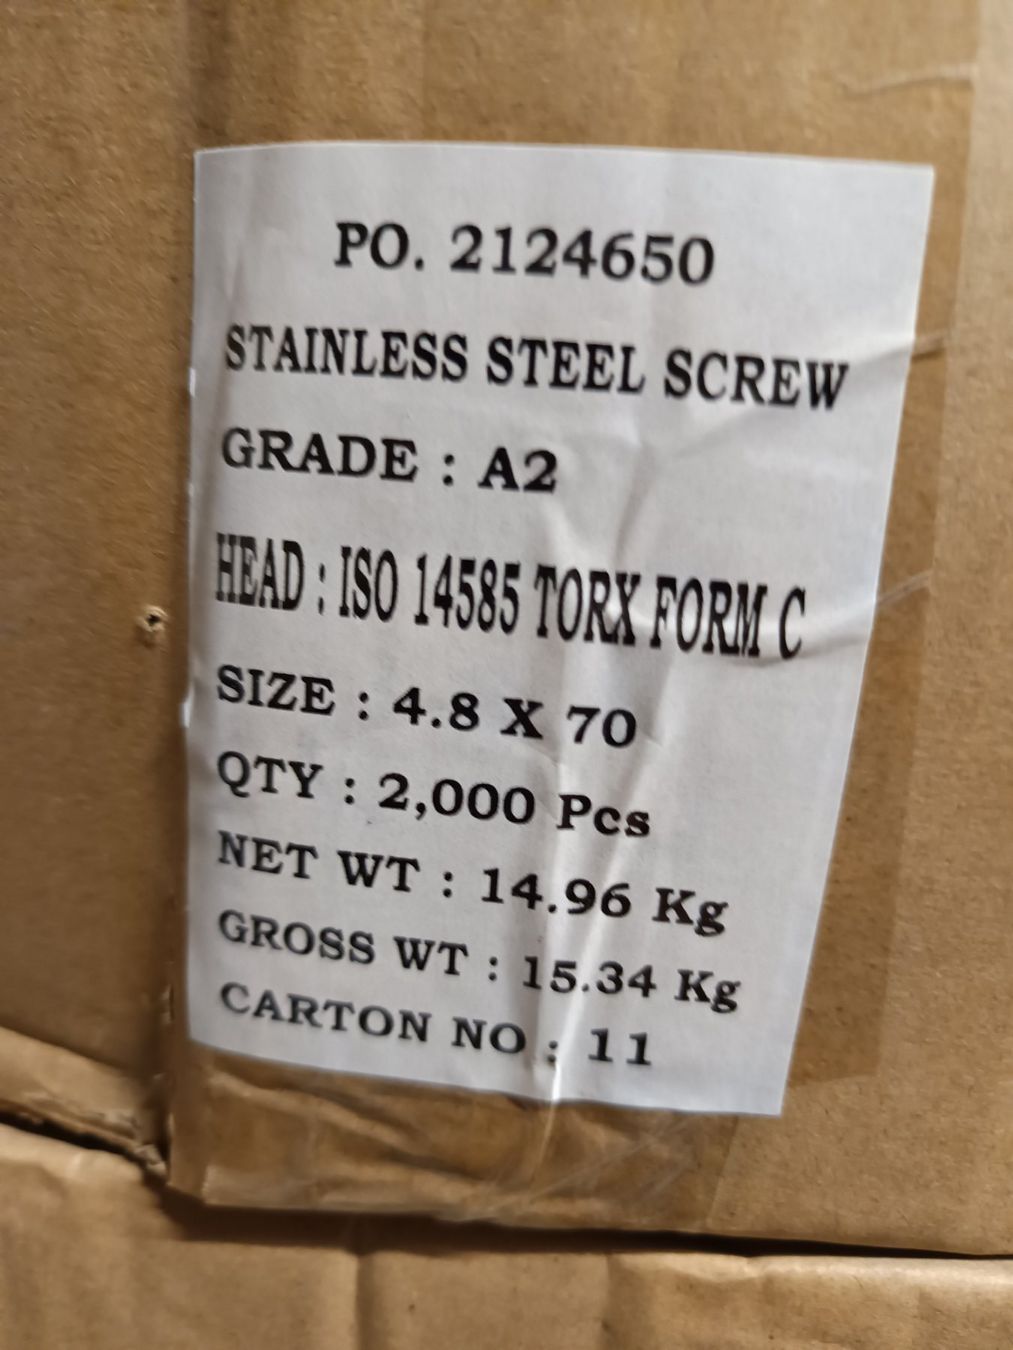 PO. 2124650
STAINLESS STEEL SCREW
GRADE : A2
HEAD : ISO 14585 TORX FORM C
SIZE : 4.8 X 70
QTY : 2,000 Pcs
NET WT : 14.96 Kg
GROSS WT : 15.34 Kg
CARTON NO : 11